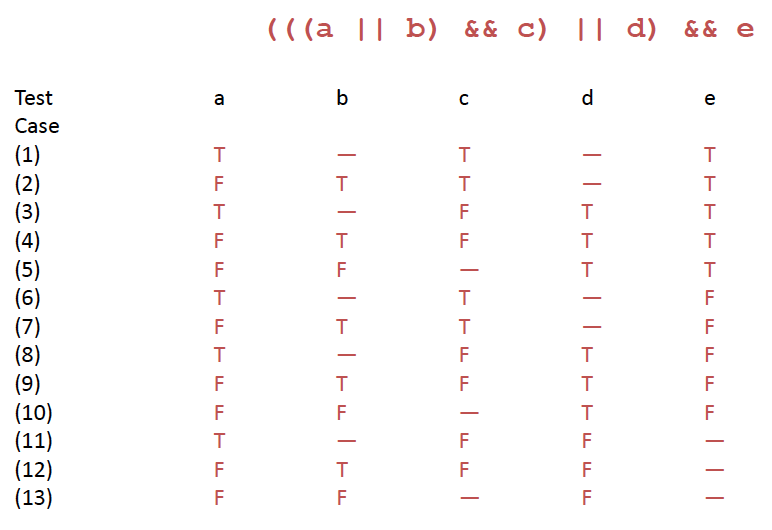 (((a || b) && c) || d) && e
Test a b c d e
Case
(1) T — T — T
(2) F T T — T
(3) T — F T T
(4) F T F T T
(5) F F — T T
(6) T — T — F
(7) F T T — F
(8) T — F T F
(9) F T F T F
(10) F F — T F
(11) T — F F —
(12) F T F F —
(13) F F — F —